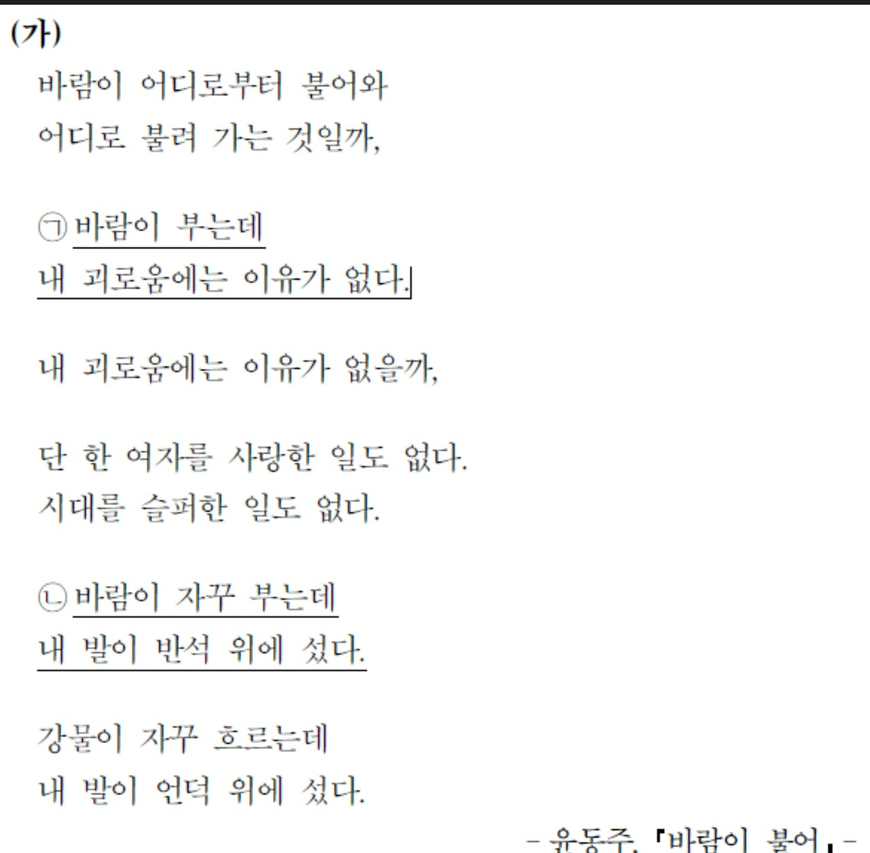 (가)
바람이 어디로부터 불어와
어디로 불려 가는 것일까,
㉠바람이 부는데
내 괴로움에는 이유가 없다.
내 괴로움에는 이유가 없을까,
단 한 여자를 사랑한 일도 없다.
시대를 슬퍼한 일도 없다.
㉡바람이 자꾸 부는데
내 발이 반석 위에 섰다.
강물이 자꾸 흐르는데
내 발이 언덕 위에 섰다.
- 윤동주, 「바람이 불어」 -